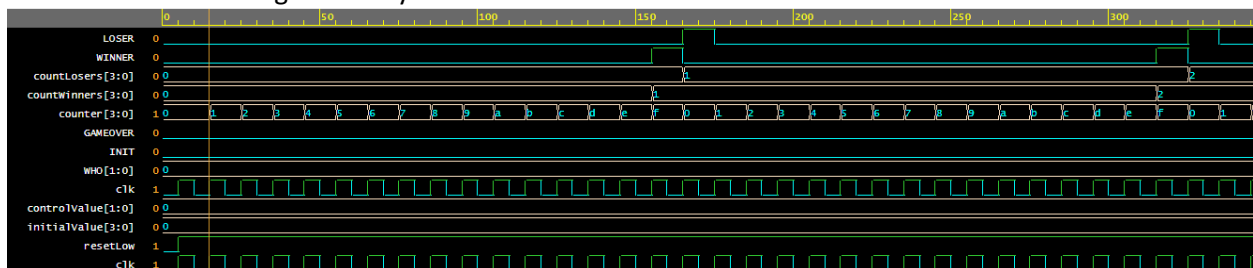 0 50 100 150 200 250 300
LOSER 0
WINNER 0
countLosers[3:0] 0 0 1 2
countWinners[3:0] 0 0 1 2
counter[3:0] 1 0 1 2 3 4 5 6 7 8 9 a b c d e f 0 1 2 3 4 5 6 7 8 9 a b c d e f 0 1
GAMEOVER 0
INIT 0
WHO[1:0] 0 0
clk 1
controlValue[1:0] 0 0
initialValue[3:0] 0 0
resetLow 1
clk 1